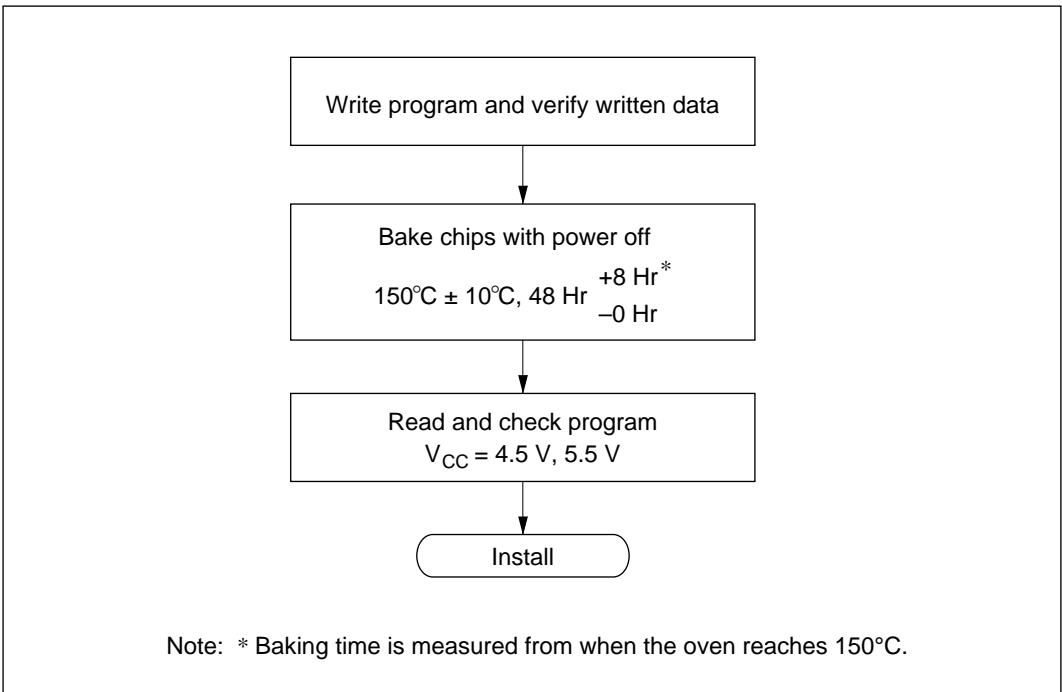 Write program and verify written data
Bake chips with power off
150°C ± 10°C, 48 Hr +8 Hr*
–0 Hr
Read and check program
VCC = 4.5 V, 5.5 V
Install
Note: * Baking time is measured from when the oven reaches 150°C.